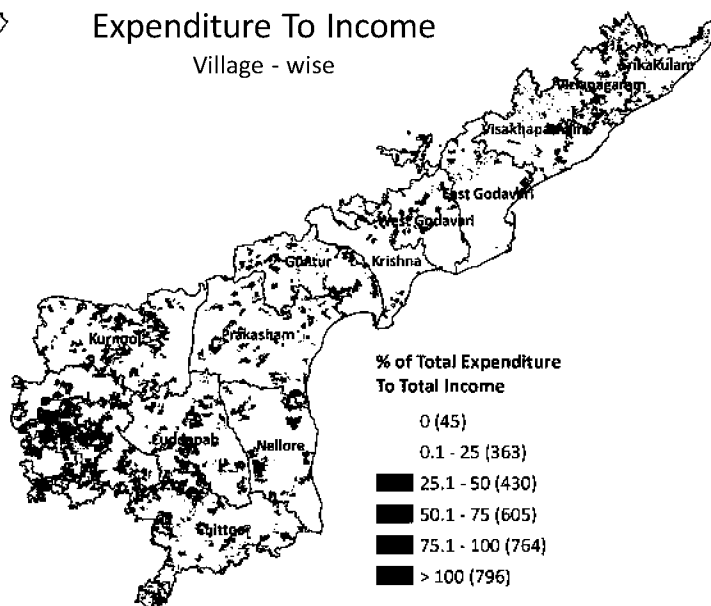 Expenditure To Income
Village - wise
Srikakulam
Vizianagaram
Visakhapatnam
East Godavari
West Godavari
Guntur
Krishna
Kurnool
Prakasham
% of Total Expenditure
To Total Income
0 (45)
0.1 - 25 (363)
25.1 - 50 (430)
50.1 - 75 (605)
75.1 - 100 (764)
> 100 (796)
Cuddapah
Nellore
Chittoor